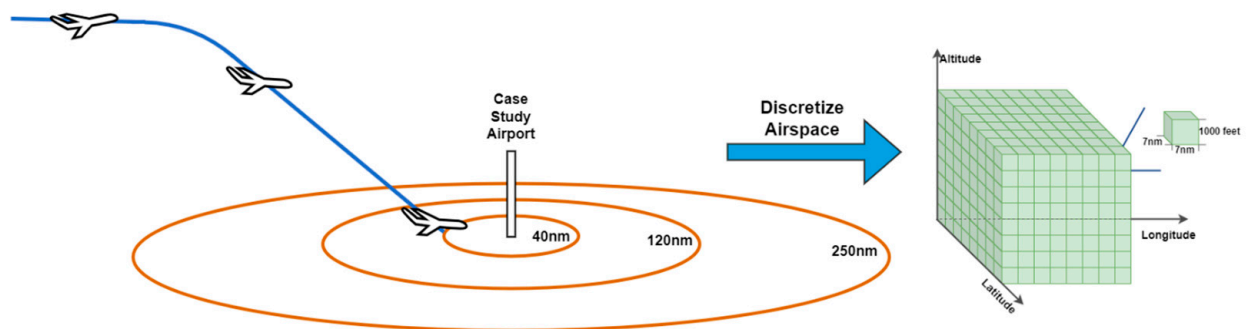 Case
Study
Airport
40nm
120nm
250nm
Discretize
Airspace
Altitude
1000 feet
7nm
7nm
Longitude
Latitude